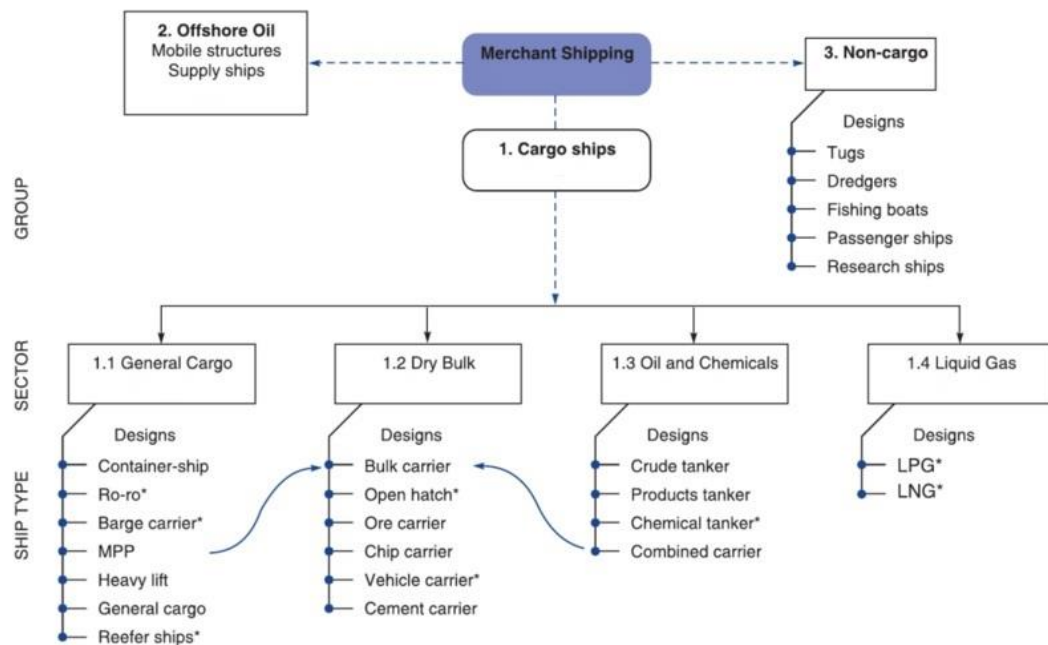 2. Offshore Oil
Mobile structures
Supply ships
Merchant Shipping
3. Non-cargo
1. Cargo ships
Designs
Tugs
Dredgers
Fishing boats
Passenger ships
Research ships
GROUP
SECTOR
1.1 General Cargo
1.2 Dry Bulk
1.3 Oil and Chemicals
1.4 Liquid Gas
SHIP TYPE
Designs
Container-ship
Ro-ro*
Barge carrier*
MPP
Heavy lift
General cargo
Reefer ships*
Designs
Bulk carrier
Open hatch*
Ore carrier
Chip carrier
Vehicle carrier*
Cement carrier
Designs
Crude tanker
Products tanker
Chemical tanker*
Combined carrier
Designs
LPG*
LNG*